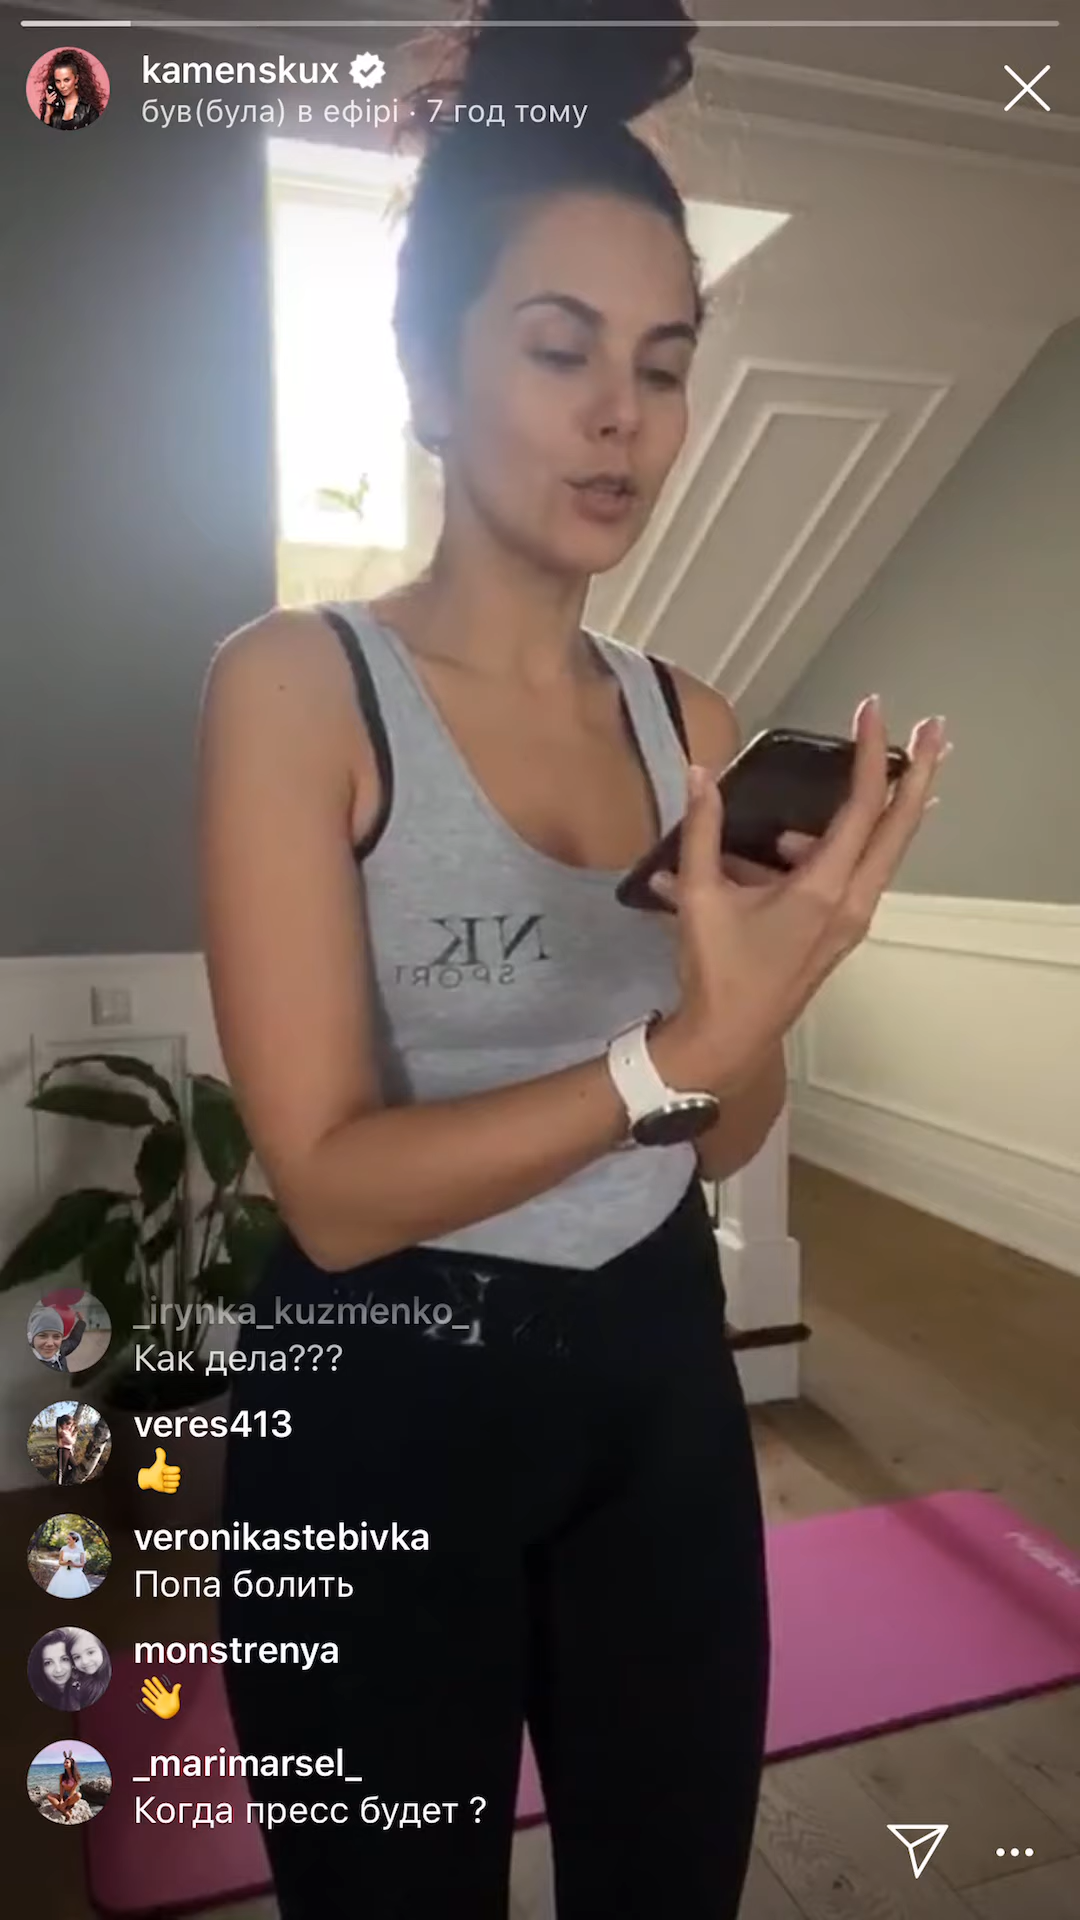 kamenskux
був(була) в ефірі · 7 год тому
NK
SPORT
_irynka_kuzmenko_
Как дела???
veres413
👍
veronikastebivka
Попа болить
monstrenya
👋
_marimarsel_
Когда пресс будет ?